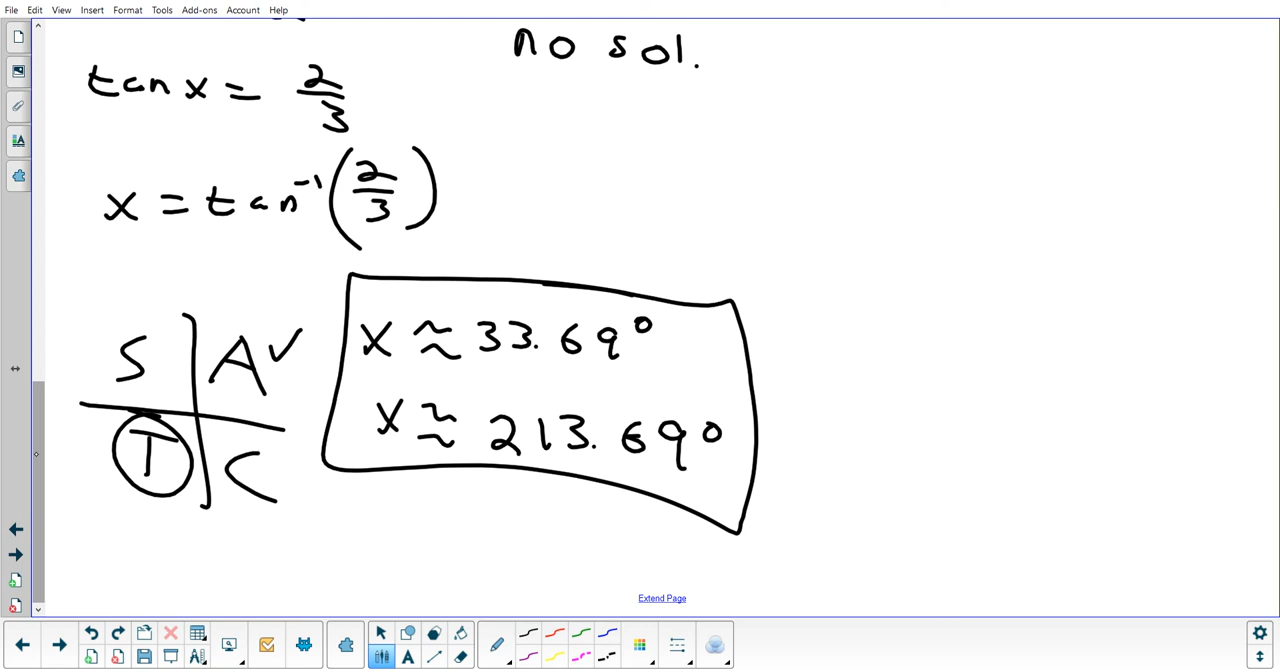 File Edit View Insert Format Tools Add-ons Account Help
no sol.
tan x = 2/3
x = tan⁻¹(2/3)
S A✓
T C
x ≈ 33.69°
x ≈ 213.69°
Extend Page
A